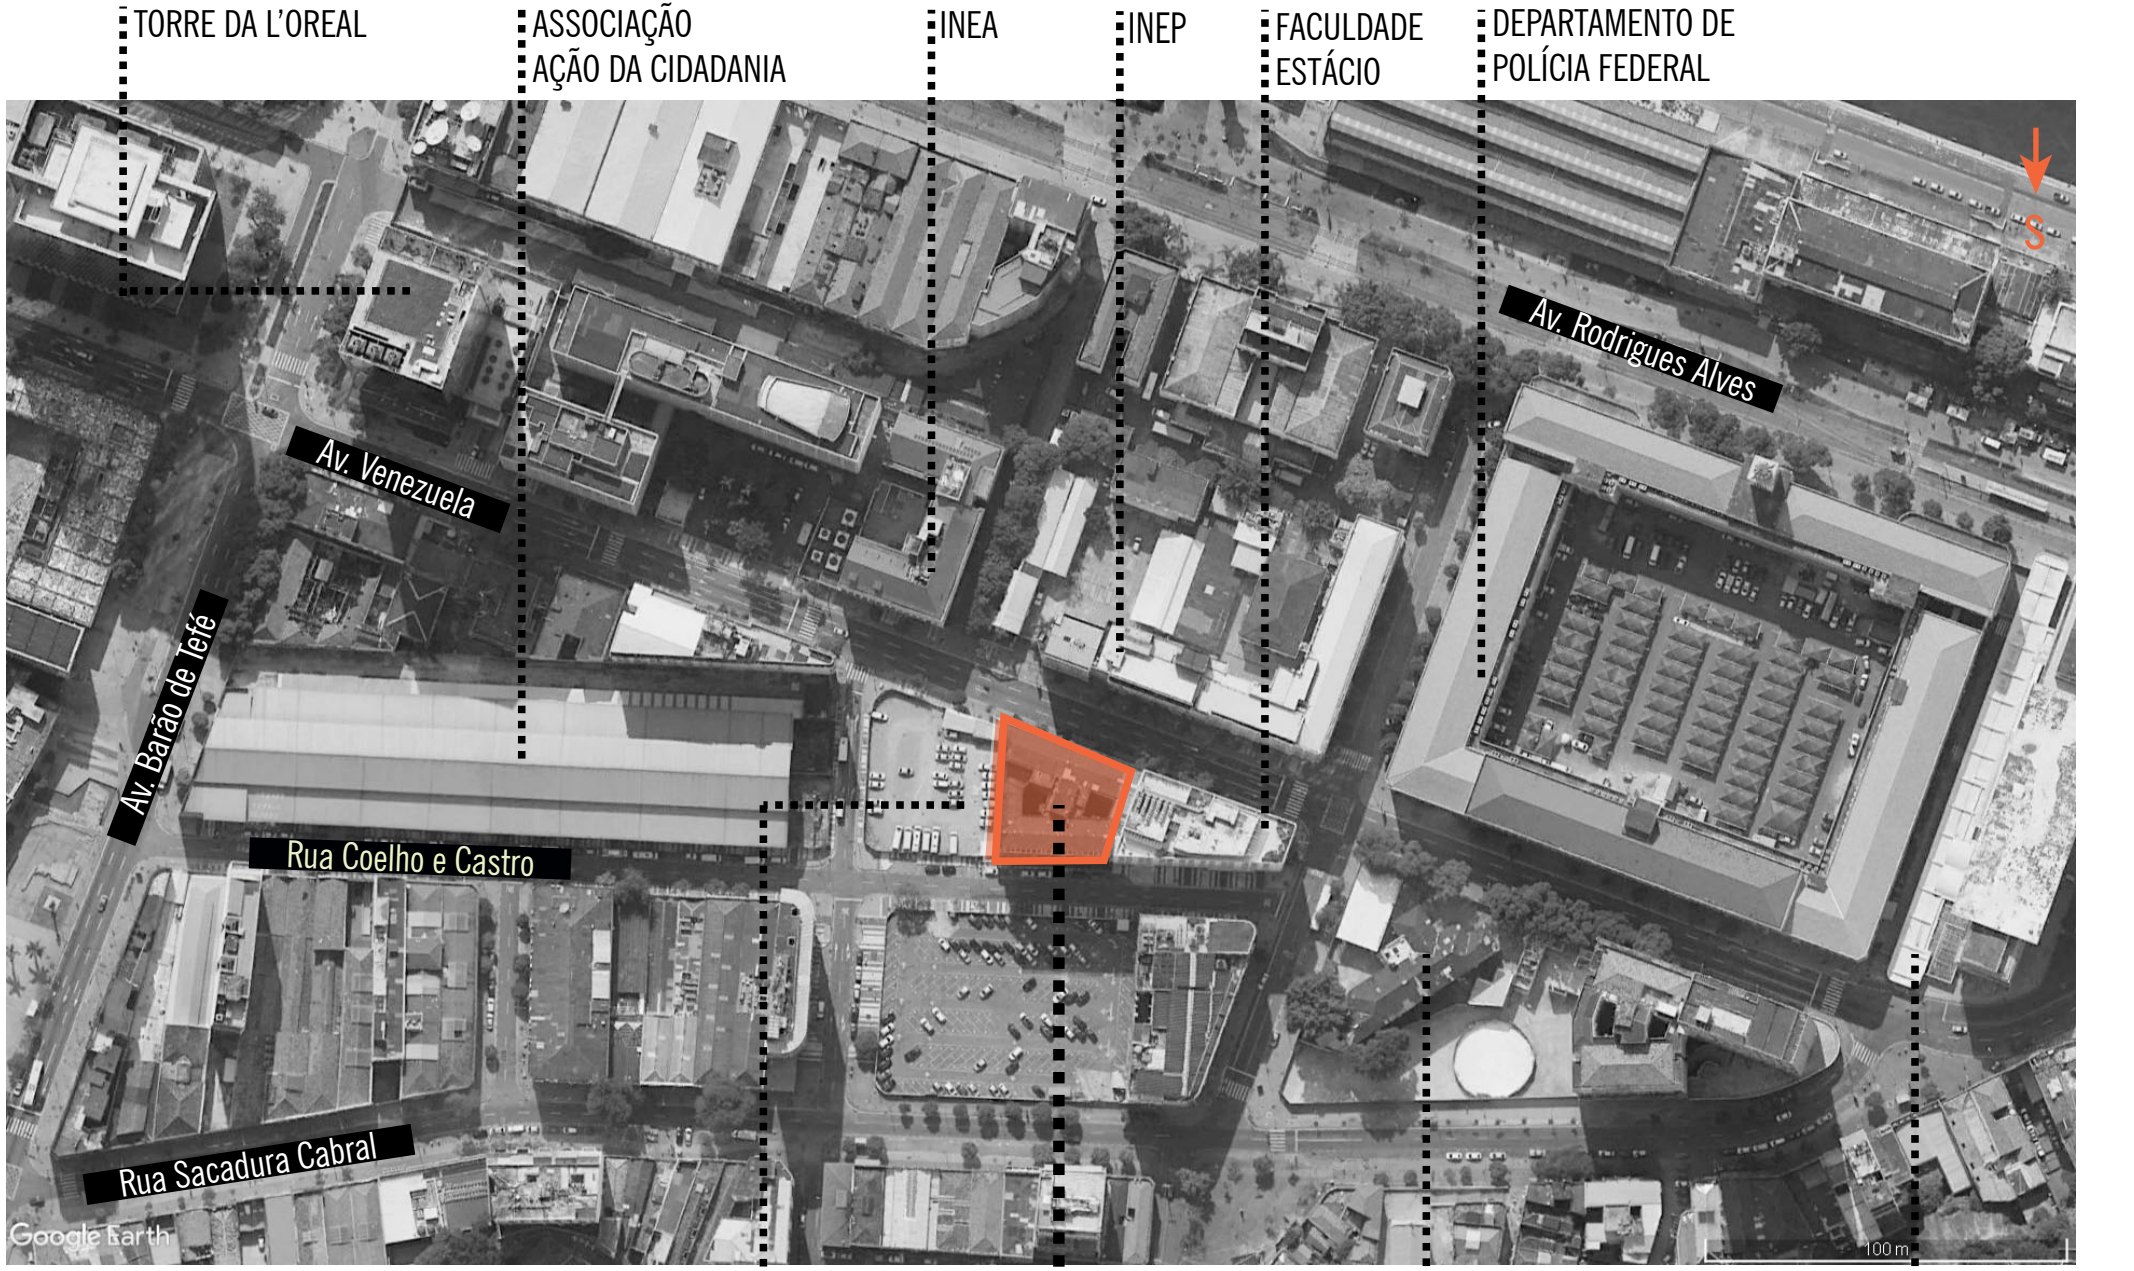 TORRE DA L'OREAL
ASSOCIAÇÃO
AÇÃO DA CIDADANIA
INEA
INEP
FACULDADE
ESTÁCIO
DEPARTAMENTO DE
POLÍCIA FEDERAL
S
Av. Rodrigues Alves
Av. Venezuela
Av. Barão de Tefé
Rua Coelho e Castro
Rua Sacadura Cabral
Google Earth
100 m